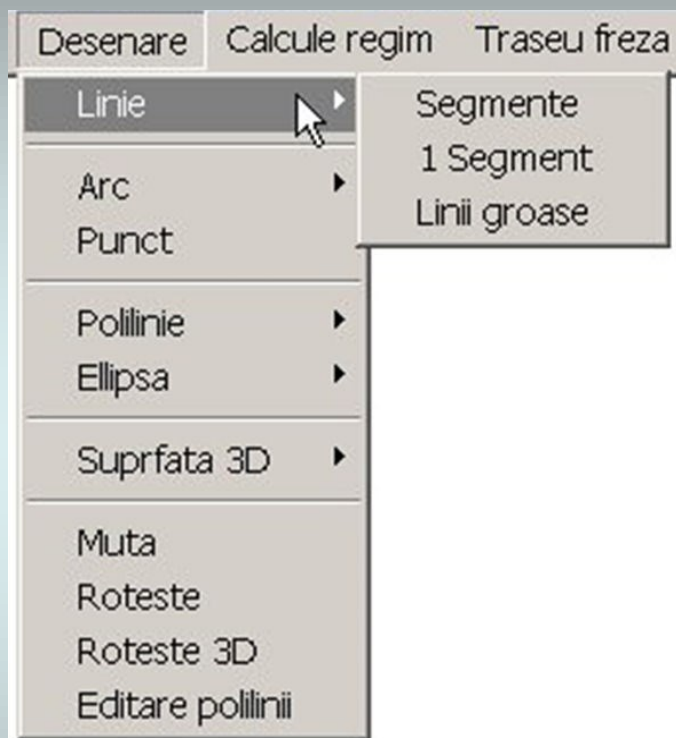 Desenare Calcule regim Traseu freza
Linie
Segmente
1 Segment
Linii groase
Arc
Punct
Polilinie
Ellipsa
Suprfata 3D
Muta
Roteste
Roteste 3D
Editare polilinii